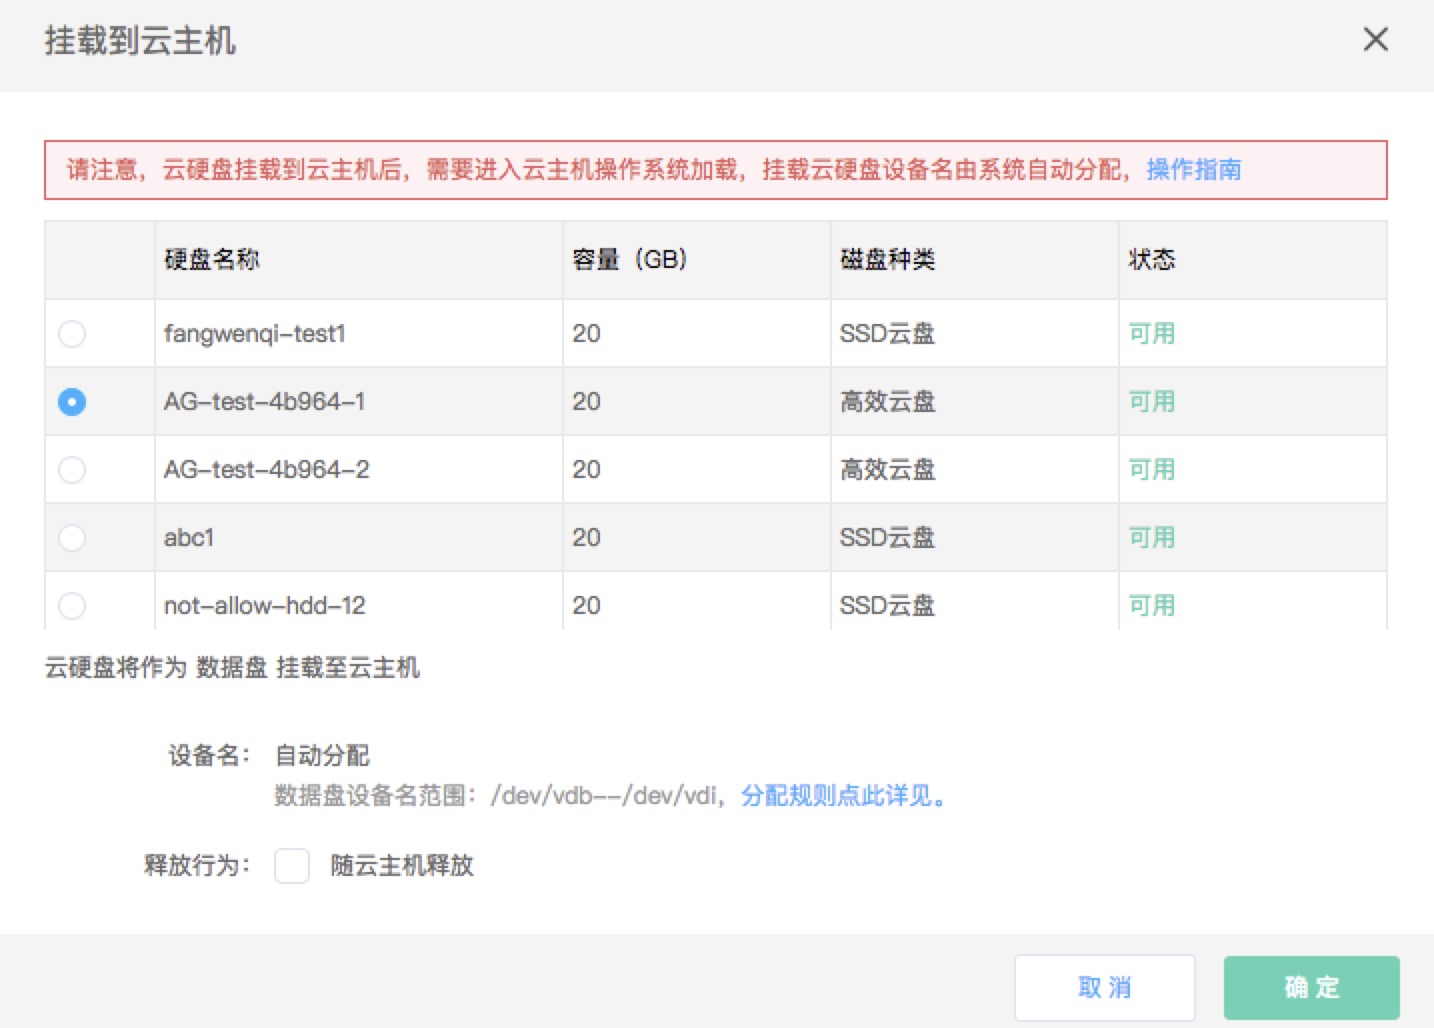 挂载到云主机
请注意，云硬盘挂载到云主机后，需要进入云主机操作系统加载，挂载云硬盘设备名由系统自动分配，操作指南
硬盘名称 容量（GB） 磁盘种类 状态
fangwenqi-test1 20 SSD云盘 可用
AG-test-4b964-1 20 高效云盘 可用
AG-test-4b964-2 20 高效云盘 可用
abc1 20 SSD云盘 可用
not-allow-hdd-12 20 SSD云盘 可用
云硬盘将作为 数据盘 挂载至云主机
设备名： 自动分配
数据盘设备名范围：/dev/vdb--/dev/vdi，分配规则点此详见。
释放行为： 随云主机释放
取消 确定